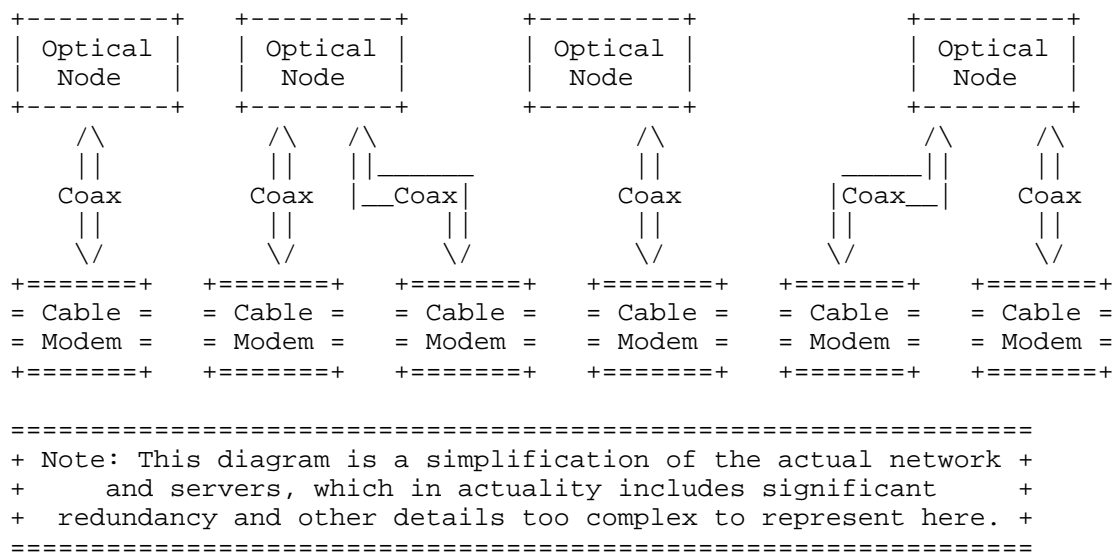 Optical Optical Optical Optical
Node Node Node Node
Coax Coax Coax Coax Coax Coax
Cable Cable Cable Cable Cable Cable
Modem Modem Modem Modem Modem Modem
Note: This diagram is a simplification of the actual network
and servers, which in actuality includes significant
redundancy and other details too complex to represent here.